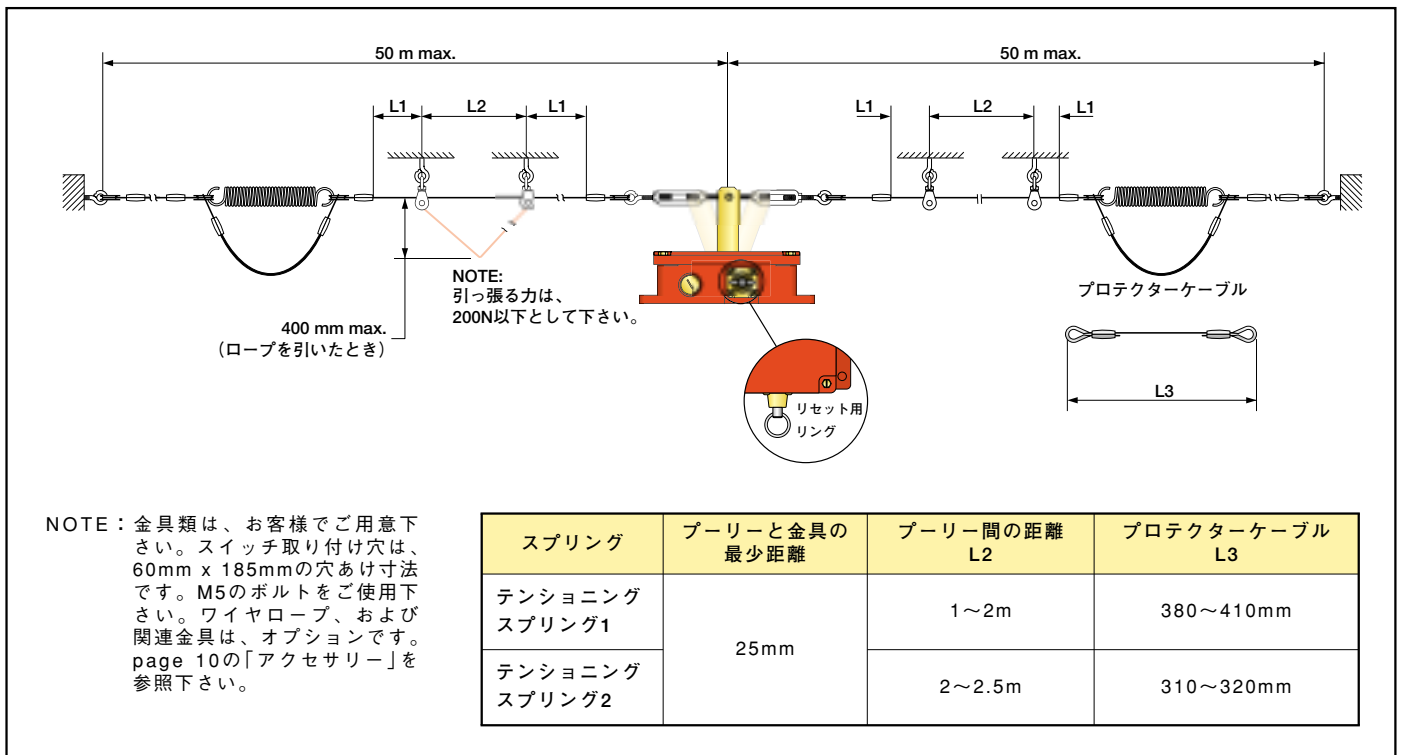 50 m max.
50 m max.
L1
L2
L1
L1
L2
L1
NOTE:
引っ張る力は、
200N以下として下さい。
400 mm max.
（ロープを引いたとき）
プロテクターケーブル
L3
リセット用
リング
NOTE：金具類は、お客様でご用意下
さい。スイッチ取り付け穴は、
60mm x 185mmの穴あけ寸法
です。M5のボルトをご使用下
さい。ワイヤロープ、および
関連金具は、オプションです。
page 10の「アクセサリー」を
参照下さい。
スプリング
プーリーと金具の
最少距離
プーリー間の距離
L2
プロテクターケーブル
L3
テンショニング
スプリング1
25mm
1～2m
380～410mm
テンショニング
スプリング2
2～2.5m
310～320mm